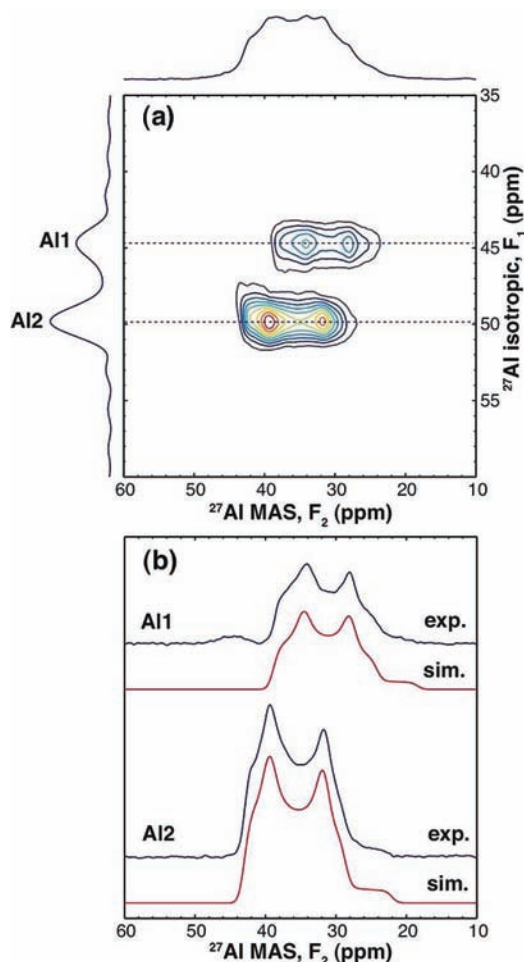 (a)
35
40
45
50
55
Al1
Al2
²⁷Al isotropic, F₁ (ppm)
60 50 40 30 20 10
²⁷Al MAS, F₂ (ppm)
(b)
Al1
exp.
sim.
Al2
exp.
sim.
60 50 40 30 20 10
²⁷Al MAS, F₂ (ppm)